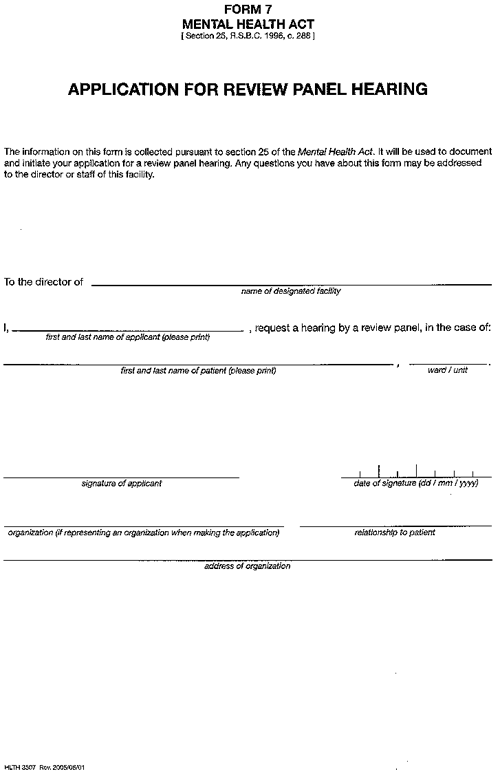 FORM 7
MENTAL HEALTH ACT
[ Section 25, R.S.B.C. 1996, c. 288 ]
APPLICATION FOR REVIEW PANEL HEARING
The information on this form is collected pursuant to section 25 of the Mental Health Act. It will be used to document
and initiate your application for a review panel hearing. Any questions you have about this form may be addressed
to the director or staff of this facility.
To the director of
name of designated facility
I, , request a hearing by a review panel, in the case of:
first and last name of applicant (please print)
, .
first and last name of patient (please print) ward / unit
signature of applicant date of signature (dd / mm / yyyy)
organization (if representing an organization when making the application) relationship to patient
address of organization
HLTH 3507 Rev. 2005/06/01